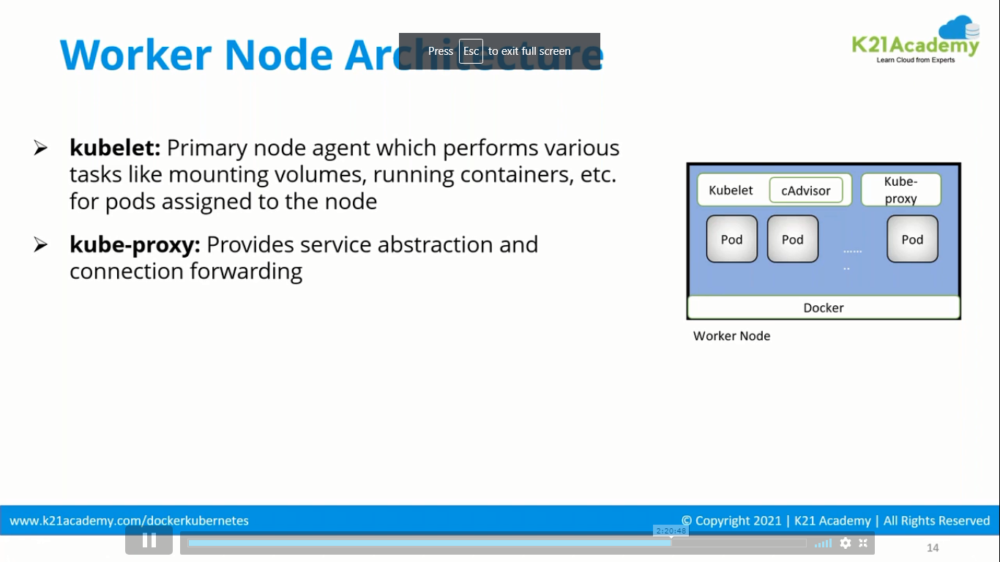 Worker Node Architecture
Press Esc to exit full screen
K21Academy
Learn Cloud from Experts
➢ kubelet: Primary node agent which performs various
tasks like mounting volumes, running containers, etc.
for pods assigned to the node
➢ kube-proxy: Provides service abstraction and
connection forwarding
Kubelet cAdvisor
Kube-
proxy
Pod Pod Pod
......
..
Docker
Worker Node
www.k21academy.com/dockerkubernetes
© Copyright 2021 | K21 Academy | All Rights Reserved
2:20:48
14